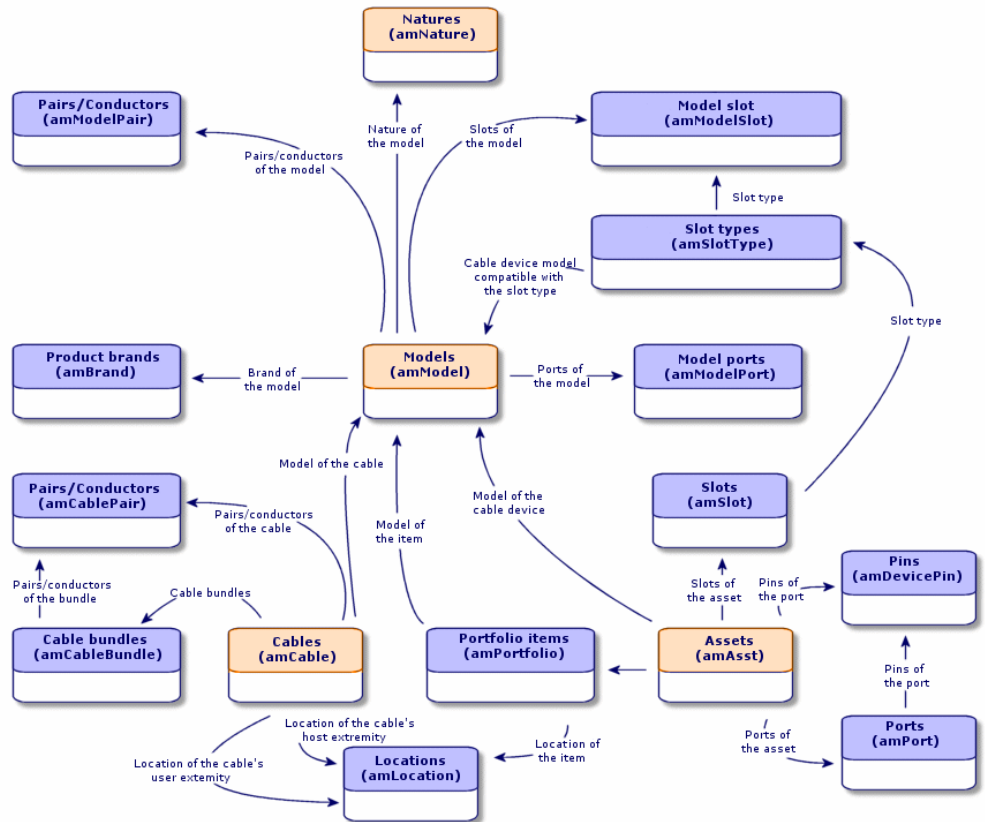 Natures
(amNature)
Pairs/Conductors
(amModelPair)
Model slot
(amModelSlot)
Nature of
the model
Slots of
the model
Pairs/conductors
of the model
Slot type
Slot types
(amSlotType)
Cable device model
compatible with
the slot type
Slot type
Product brands
(amBrand)
Brand of
the model
Models
(amModel)
Ports of
the model
Model ports
(amModelPort)
Model of the cable
Pairs/Conductors
(amCablePair)
Pairs/conductors
of the cable
Model of
the item
Model of the
cable device
Slots
(amSlot)
Pins
(amDevicePin)
Pairs/conductors
of the bundle
Cable bundles
Slots of
the asset
Pins of
the port
Cable bundles
(amCableBundle)
Cables
(amCable)
Portfolio items
(amPortfolio)
Assets
(amAsst)
Pins of
the port
Location of the cable's
host extremity
Location of the cable's
user extemity
Locations
(amLocation)
Location of
the item
Ports of
the asset
Ports
(amPort)